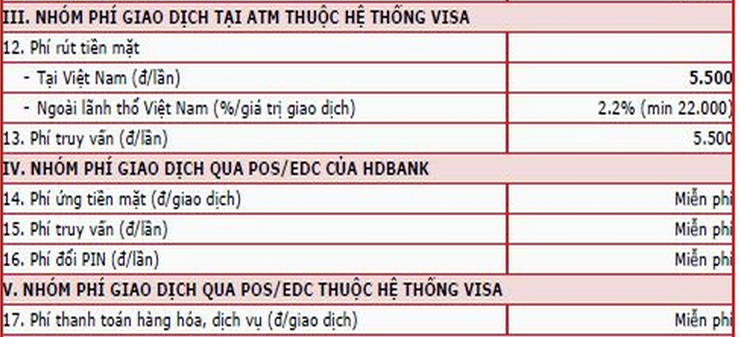 III. NHÓM PHÍ GIAO DỊCH TẠI ATM THUỘC HỆ THỐNG VISA
12. Phí rút tiền mặt
- Tại Việt Nam (đ/lần) 5.500
- Ngoài lãnh thổ Việt Nam (%/giá trị giao dịch) 2.2% (min 22.000)
13. Phí truy vấn (đ/lần) 5.500
IV. NHÓM PHÍ GIAO DỊCH QUA POS/EDC CỦA HDBANK
14. Phí ứng tiền mặt (đ/giao dịch) Miễn phí
15. Phí truy vấn (đ/lần) Miễn phí
16. Phí đổi PIN (đ/lần) Miễn phí
V. NHÓM PHÍ GIAO DỊCH QUA POS/EDC THUỘC HỆ THỐNG VISA
17. Phí thanh toán hàng hóa, dịch vụ (đ/giao dịch) Miễn phí